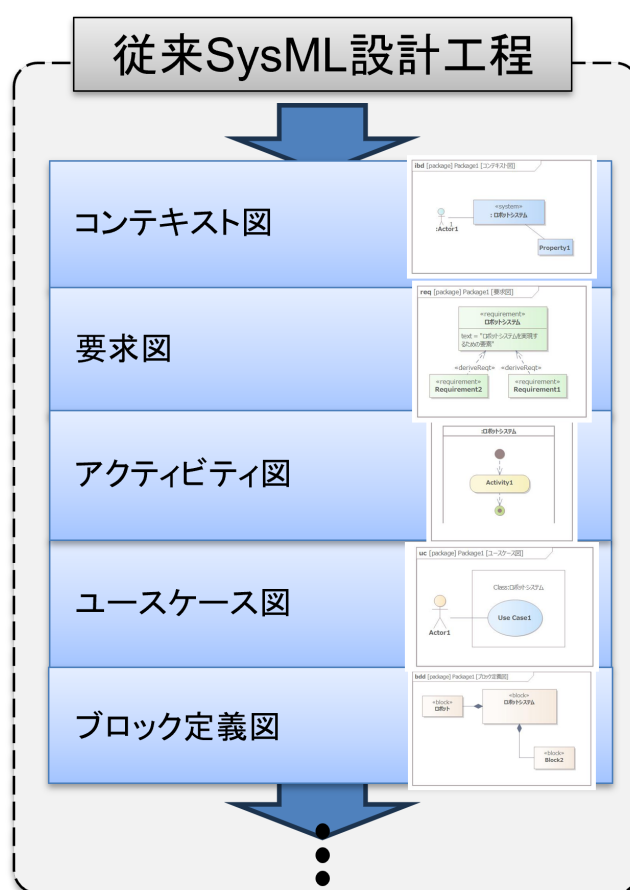 従来SysML設計工程
コンテキスト図
ibd [package] Package1 [コンテキスト図]
«system»
: ロボットシステム
1
:Actor1
Property1
要求図
req [package] Package1 [要求図]
«requirement»
ロボットシステム
text = "ロボットシステムを実現す
るための要素"
«deriveReqt»
«deriveReqt»
«requirement»
Requirement2
«requirement»
Requirement1
アクティビティ図
:ロボットシステム
Activity1
ユースケース図
uc [package] Package1 [ユースケース図]
Class:ロボットシステム
Use Case1
Actor1
ブロック定義図
bdd [package] Package1 [ブロック定義図]
«block»
ロボット
«block»
ロボットシステム
«block»
Block2